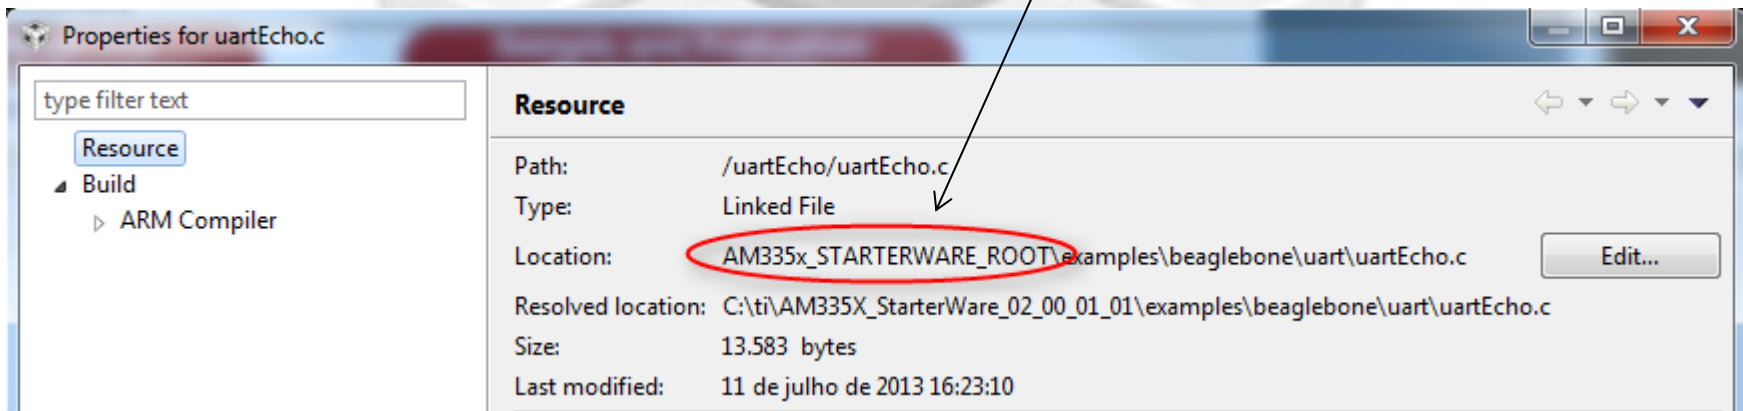 Properties for uartEcho.c
type filter text
Resource
Build
ARM Compiler
Resource
Path: /uartEcho/uartEcho.c
Type: Linked File
Location: AM335x_STARTERWARE_ROOT\examples\beaglebone\uart\uartEcho.c Edit...
Resolved location: C:\ti\AM335X_StarterWare_02_00_01_01\examples\beaglebone\uart\uartEcho.c
Size: 13.583 bytes
Last modified: 11 de julho de 2013 16:23:10